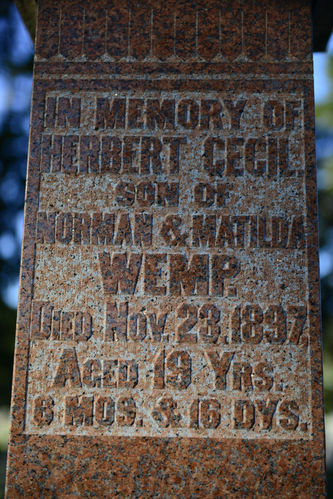 IN MEMORY OF
HERBERT CECIL
SON OF
NORMAN & MATILDA
WEMP.
DIED NOV. 23, 1897,
AGED 19 YRS.
6 MOS. & 16 DYS.